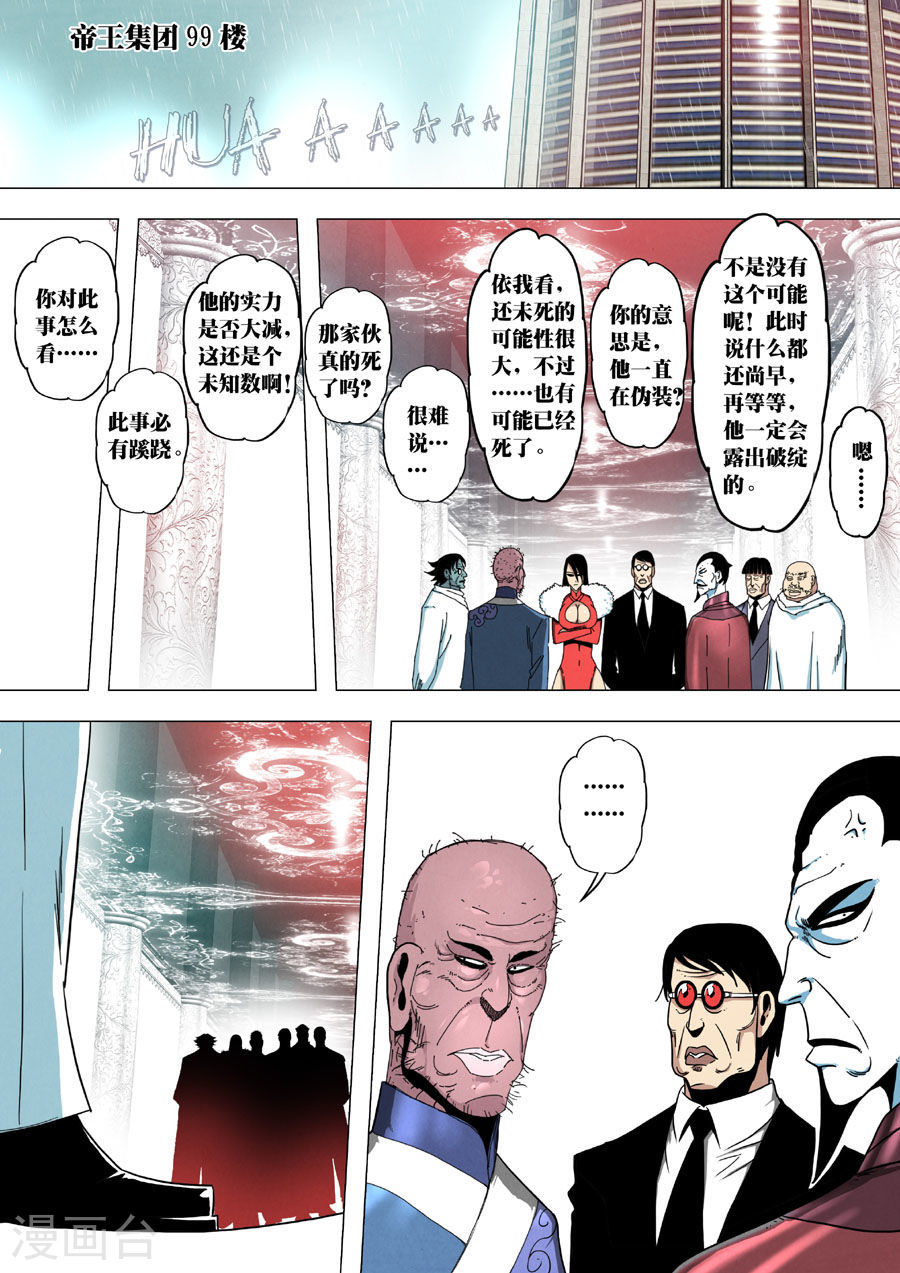 帝王集团 99 楼
HUA A A A A A
你对此
事怎么
看……
此事必
有蹊跷。
他的实力
是否大减，
这还是个
未知数啊！
那家伙
真的死
了吗？
很难
说……
……
依我看，
还未死的
可能性很
大，不过
……也有
可能已经
死了。
你的意
思是，
他一直
在伪装？
不是没有
这个可能
呢！此时
说什么都
还尚早，
再等等，
他一定会
露出破绽
的。
嗯
……
……
……
漫画台